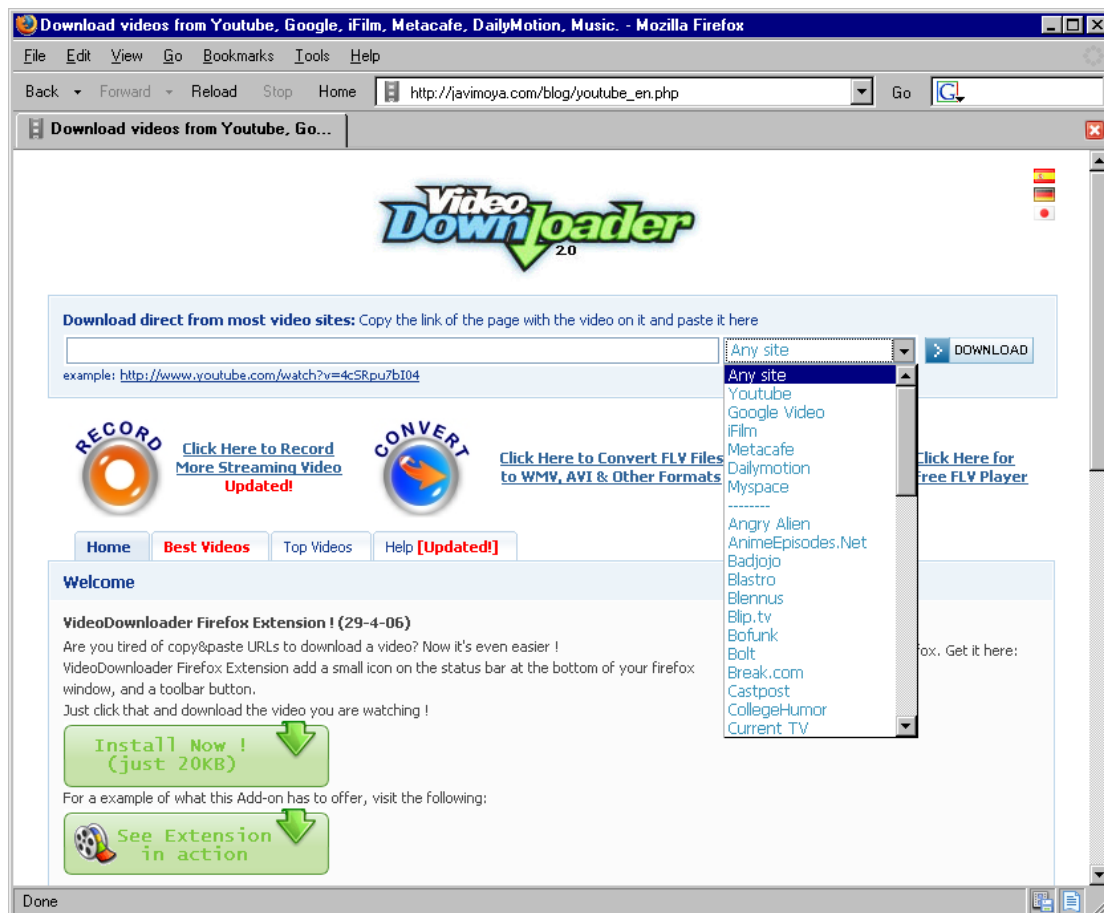 Download videos from Youtube, Google, iFilm, Metacafe, DailyMotion, Music. - Mozilla Firefox
File Edit View Go Bookmarks Tools Help
Back Forward Reload Stop Home http://javimoya.com/blog/youtube_en.php Go G
Download videos from Youtube, Go...
Video
Downloader
2.0
Download direct from most video sites: Copy the link of the page with the video on it and paste it here
Any site DOWNLOAD
example: http://www.youtube.com/watch?v=4cSRpu7bI04
Any site
Youtube
Google Video
iFilm
Metacafe
Dailymotion
Myspace
--------
Angry Alien
AnimeEpisodes.Net
Badjojo
Blastro
Blennus
Blip.tv
Bofunk
Bolt
Break.com
Castpost
CollegeHumor
Current TV
RECORD
Click Here to Record
More Streaming Video
Updated!
CONVERT
Click Here to Convert FLV Files
to WMV, AVI & Other Formats
Click Here for
Free FLV Player
Home Best Videos Top Videos Help [Updated!]
Welcome
VideoDownloader Firefox Extension ! (29-4-06)
Are you tired of copy&paste URLs to download a video? Now it's even easier !
VideoDownloader Firefox Extension add a small icon on the status bar at the bottom of your firefox
fox. Get it here:
window, and a toolbar button.
Just click that and download the video you are watching !
Install Now !
(just 20KB)
For a example of what this Add-on has to offer, visit the following:
See Extension
in action
Done